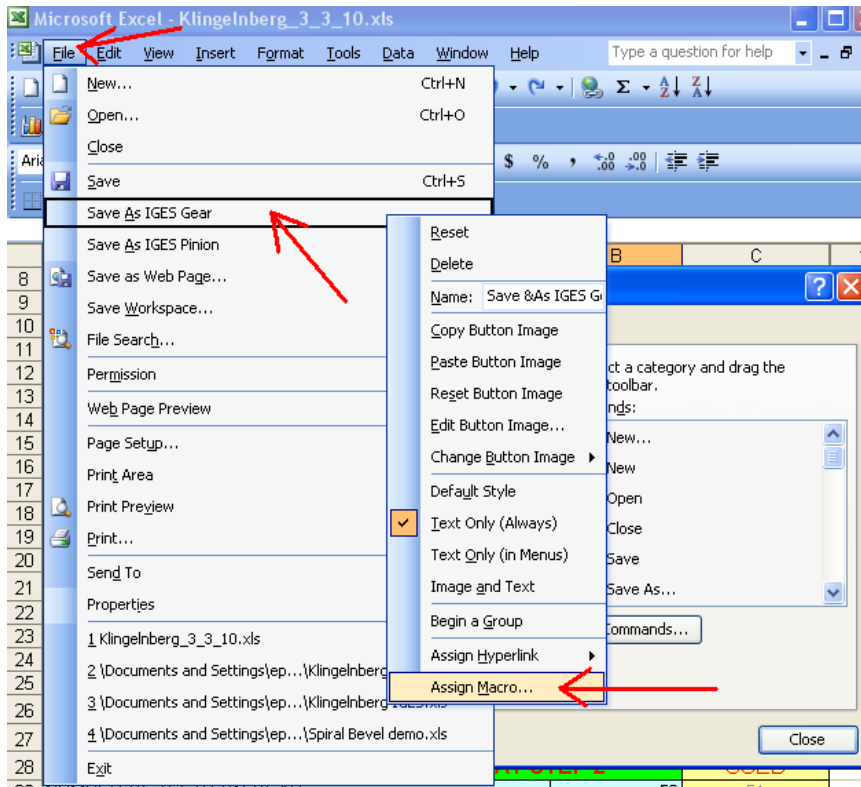 Microsoft Excel - Klingelnberg_3_3_10.xls
File Edit View Insert Format Tools Data Window Help Type a question for help
New... Ctrl+N
Open... Ctrl+O
Close
Save Ctrl+S
Save As IGES Gear
Save As IGES Pinion
Save as Web Page...
Save Workspace...
File Search...
Permission
Web Page Preview
Page Setup...
Print Area
Print Preview
Print...
Send To
Properties
1 Klingelnberg_3_3_10.xls
2 \Documents and Settings\ep...\Klingelnberg
3 \Documents and Settings\ep...\Klingelnberg IGES.xls
4 \Documents and Settings\ep...\Spiral Bevel demo.xls
Exit
Reset
Delete
Name: Save &As IGES G
Copy Button Image
Paste Button Image
Reset Button Image
Edit Button Image...
Change Button Image
Default Style
Text Only (Always)
Text Only (in Menus)
Image and Text
Begin a Group
Assign Hyperlink
Assign Macro...
Σ A Z Z A
Aria $ % , .0 .00 .00 .0
B C
8
9
10
11
12
13
14
15
16
17
18
19
20
21
22
23
24
25
26
27
28
?
ct a category and drag the
toolbar.
nds:
New...
New
Open
Close
Save
Save As...
Commands...
Close
STEP 2